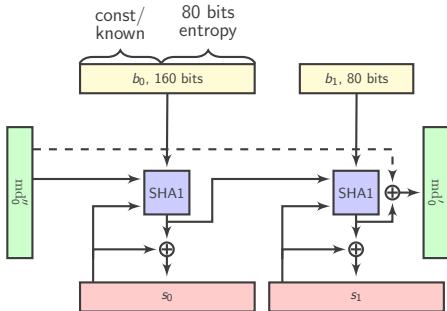 const/ 80 bits
known entropy
b₀, 160 bits
b₁, 80 bits
md″₀
SHA1
SHA1
md′₀
s₀
s₁